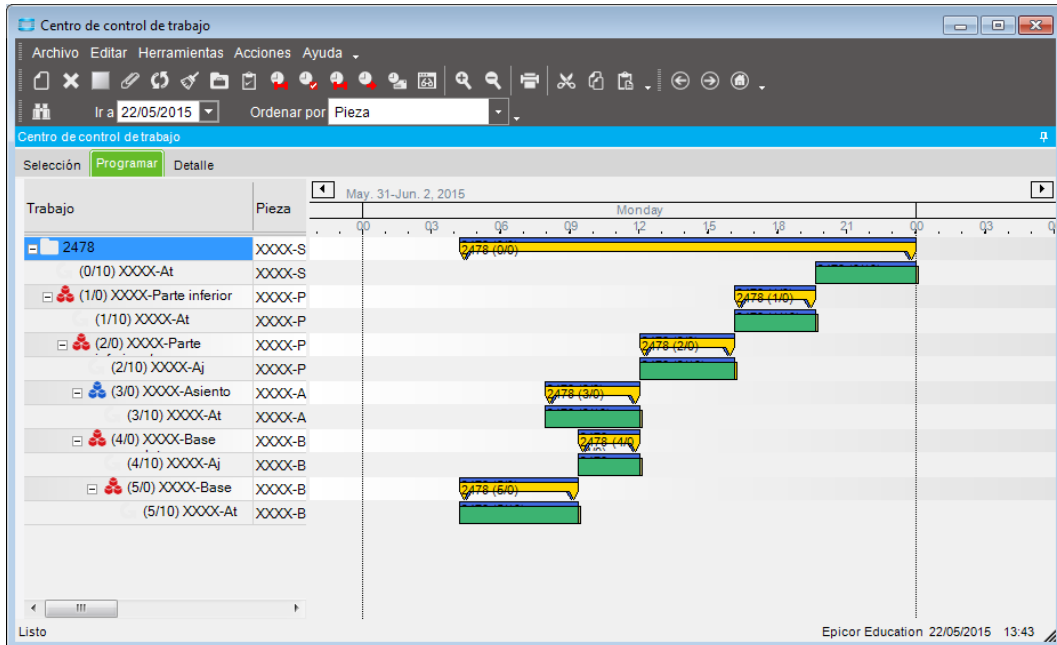 Centro de control de trabajo
Archivo Editar Herramientas Acciones Ayuda
Ir a 22/05/2015 Ordenar por Pieza
Centro de control de trabajo
Selección Programar Detalle
Trabajo Pieza May. 31-Jun. 2, 2015
Monday
00 03 06 09 12 15 18 21 00 03
2478 XXXX-S 2478 (0/0)
(0/10) XXXX-At XXXX-S
(1/0) XXXX-Parte inferior XXXX-P 2478 (1/0)
(1/10) XXXX-At XXXX-P
(2/0) XXXX-Parte XXXX-P 2478 (2/0)
(2/10) XXXX-Aj XXXX-P
(3/0) XXXX-Asiento XXXX-A 2478 (3/0)
(3/10) XXXX-At XXXX-A
(4/0) XXXX-Base XXXX-B 2478 (4/0
(4/10) XXXX-Aj XXXX-B
(5/0) XXXX-Base XXXX-B 2478 (5/0)
(5/10) XXXX-At XXXX-B
Listo Epicor Education 22/05/2015 13:43